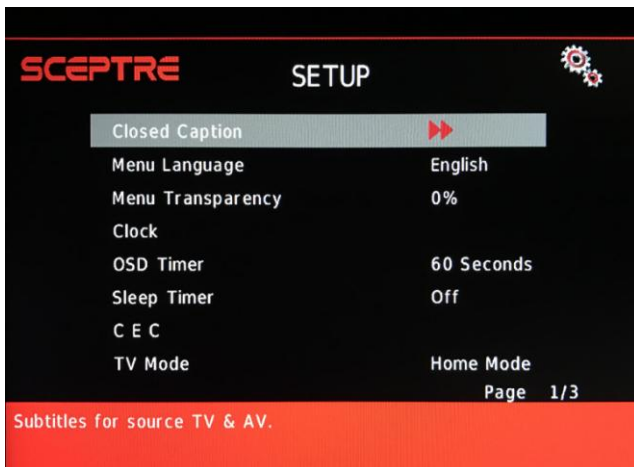 SCEPTRE
SETUP
Closed Caption
Menu Language English
Menu Transparency 0%
Clock
OSD Timer 60 Seconds
Sleep Timer Off
C E C
TV Mode Home Mode
Page 1/3
Subtitles for source TV & AV.